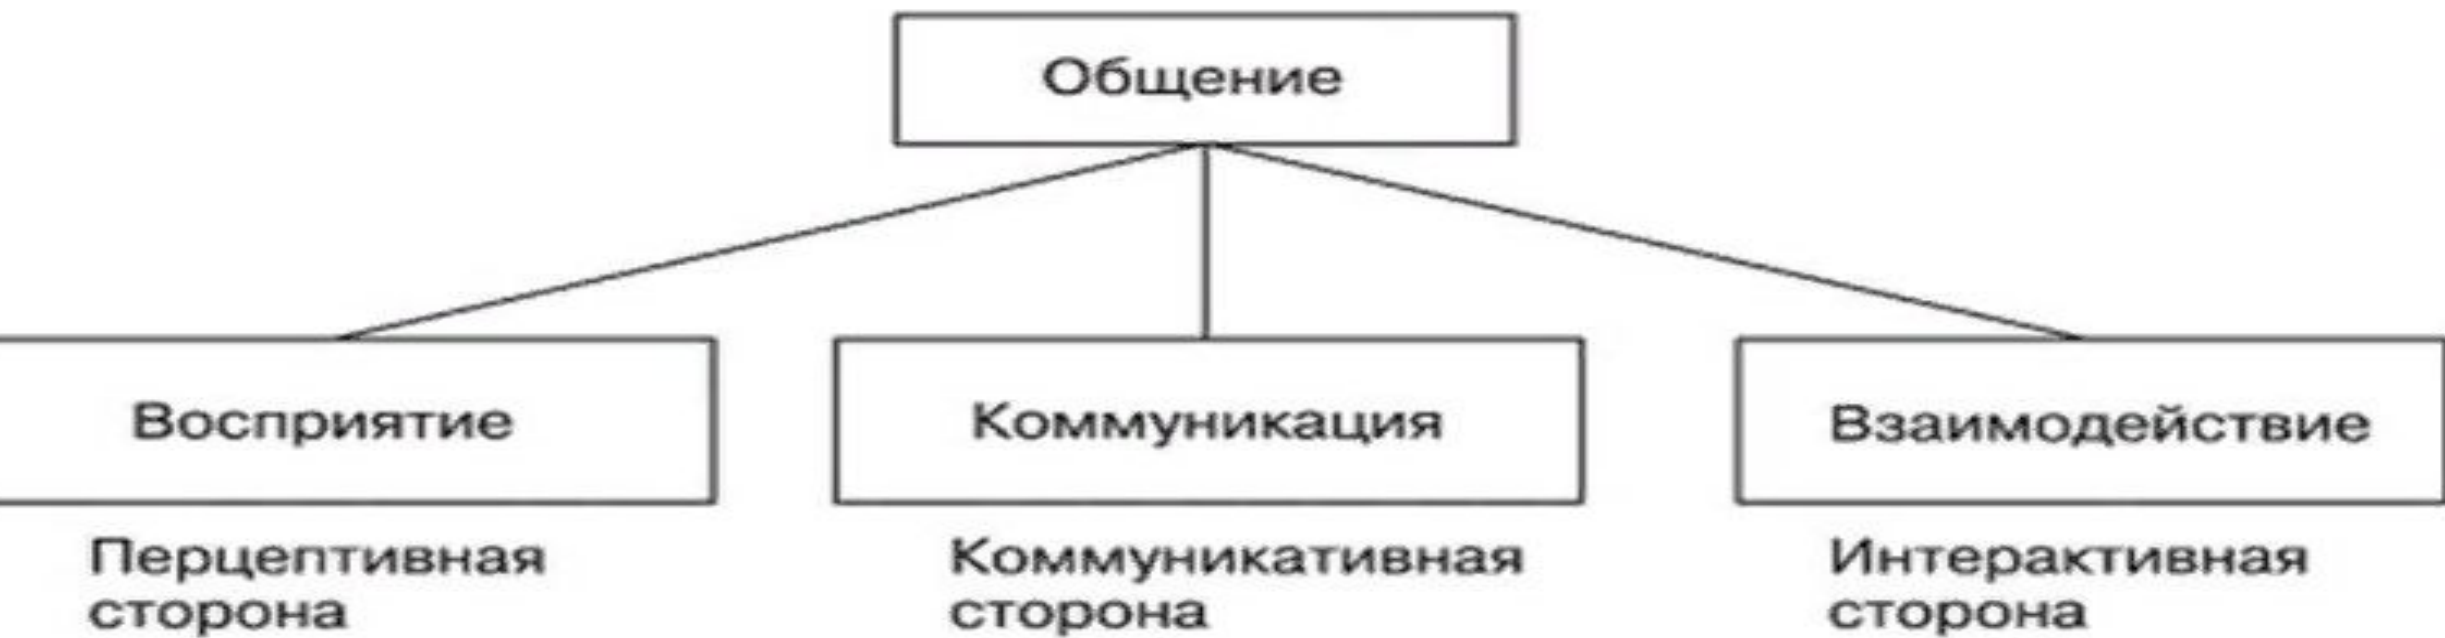 Общение
Восприятие
Коммуникация
Взаимодействие
Перцептивная
сторона
Коммуникативная
сторона
Интерактивная
сторона